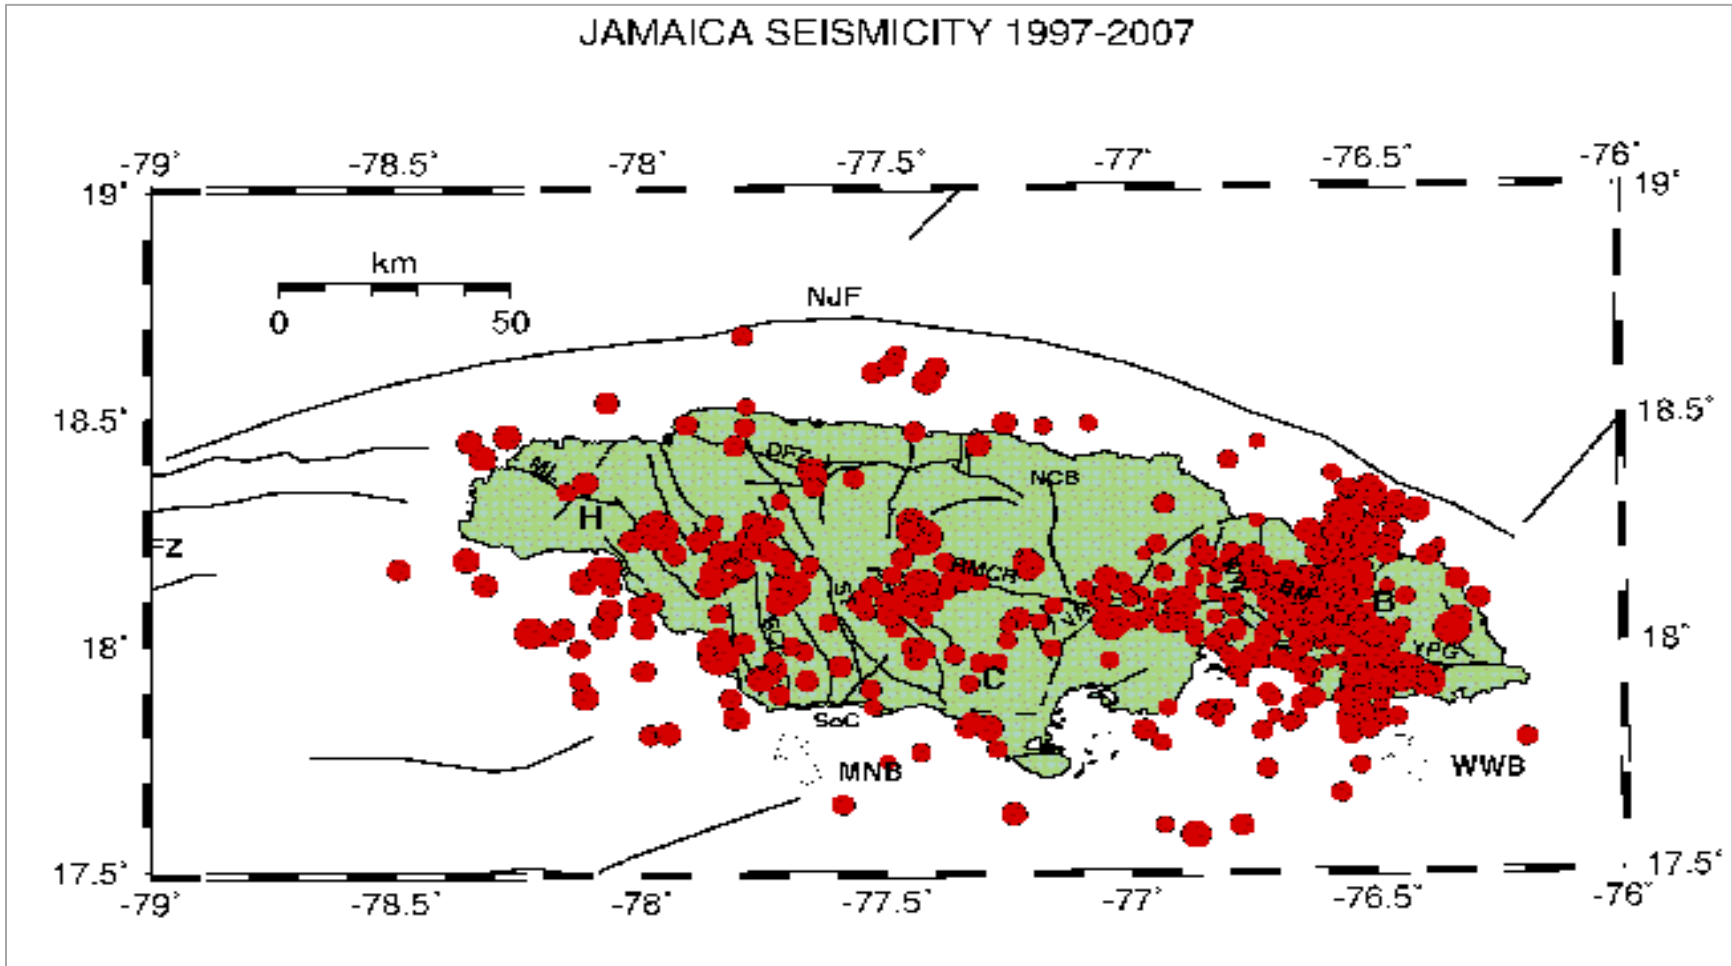 JAMAICA SEISMICITY 1997-2007
-79° -78.5° -78° -77.5° -77° -76.5° -76°
19° 19°
km
0 50
NJF
18.5° 18.5°
DFZ
NCB
H
FZ
RMCR
BMF
B
18° 18°
YPG
C
SoC
MNB WWB
17.5° 17.5°
-79° -78.5° -78° -77.5° -77° -76.5° -76°